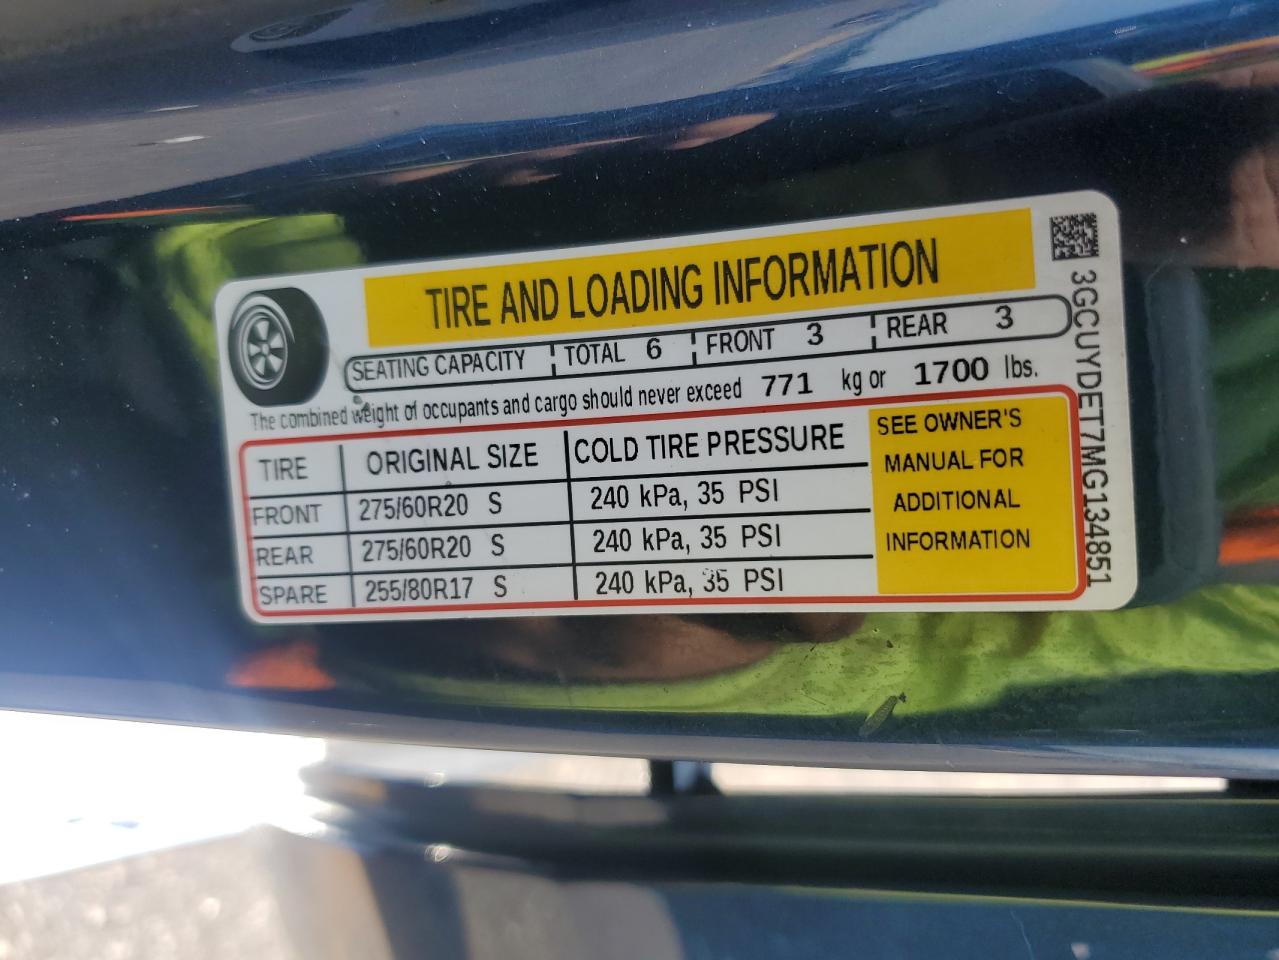 TIRE AND LOADING INFORMATION
SEATING CAPACITY TOTAL 6 FRONT 3 REAR 3
The combined weight of occupants and cargo should never exceed 771 kg or 1700 lbs.
TIRE ORIGINAL SIZE COLD TIRE PRESSURE
FRONT 275/60R20 S 240 kPa, 35 PSI
REAR 275/60R20 S 240 kPa, 35 PSI
SPARE 255/80R17 S 240 kPa, 35 PSI
SEE OWNER'S
MANUAL FOR
ADDITIONAL
INFORMATION
3GCUYDET7MG134851